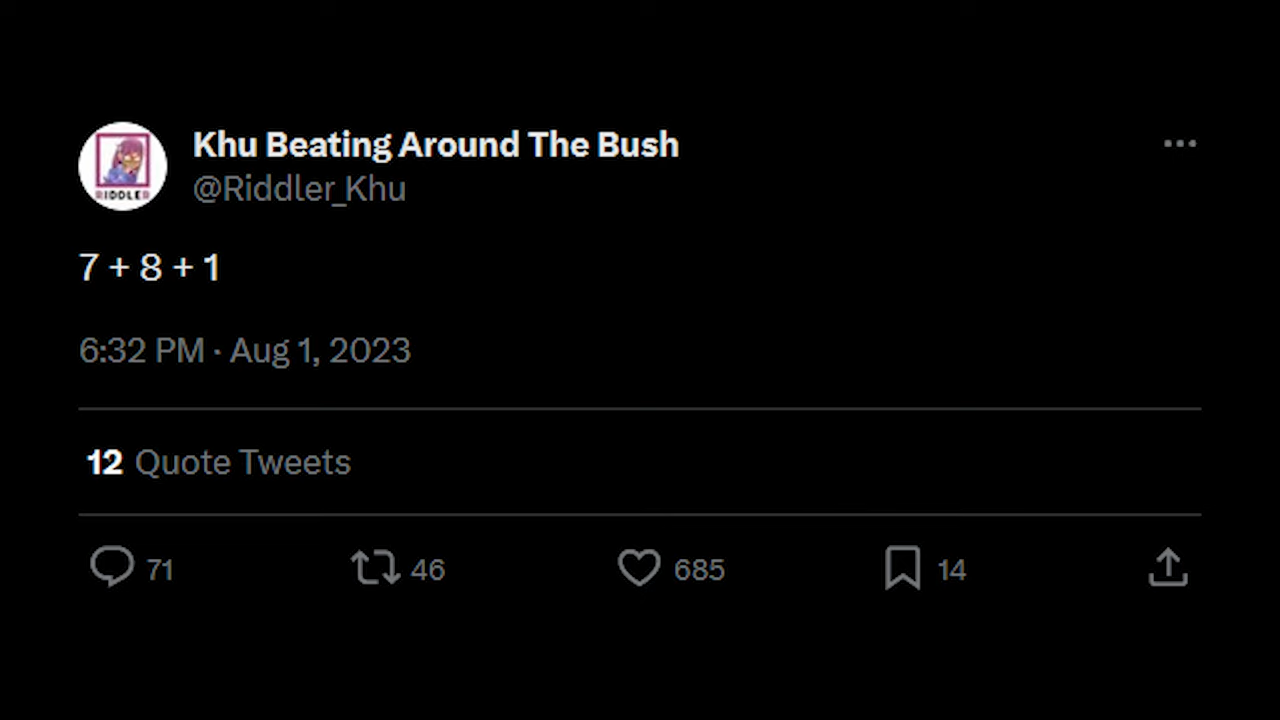 Khu Beating Around The Bush
@Riddler_Khu
RIDDLER
7 + 8 + 1
6:32 PM · Aug 1, 2023
12 Quote Tweets
71 46 685 14